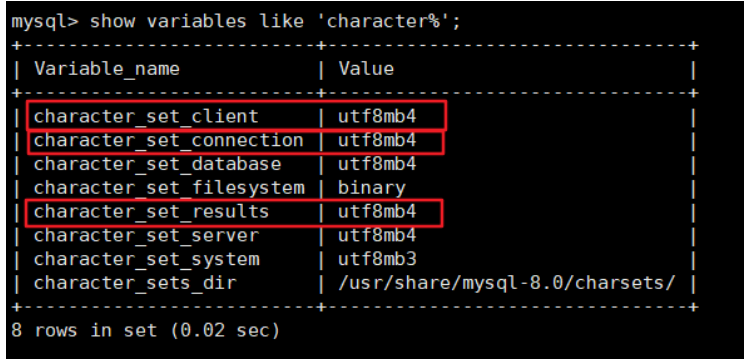 mysql> show variables like 'character%';
+--------------------------+--------------------------------+
| Variable_name | Value |
+--------------------------+--------------------------------+
| character_set_client | utf8mb4 |
| character_set_connection | utf8mb4 |
| character_set_database | utf8mb4 |
| character_set_filesystem | binary |
| character_set_results | utf8mb4 |
| character_set_server | utf8mb4 |
| character_set_system | utf8mb3 |
| character_sets_dir | /usr/share/mysql-8.0/charsets/ |
+--------------------------+--------------------------------+
8 rows in set (0.02 sec)